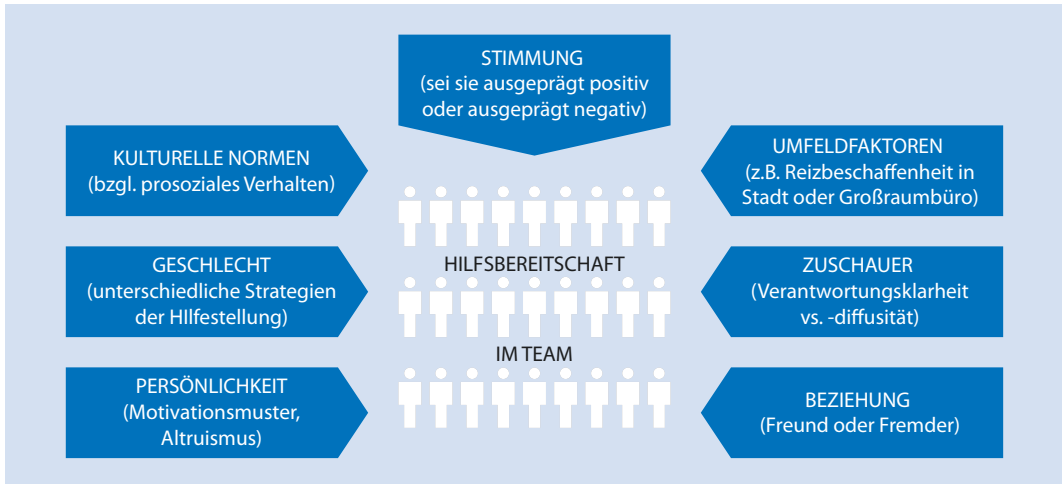 STIMMUNG
(sei sie ausgeprägt positiv
oder ausgeprägt negativ)
KULTURELLE NORMEN
(bzgl. prosoziales Verhalten)
UMFELDFAKTOREN
(z.B. Reizbeschaffenheit in
Stadt oder Großraumbüro)
GESCHLECHT
(unterschiedliche Strategien
der HIlfestellung)
HILFSBEREITSCHAFT
ZUSCHAUER
(Verantwortungsklarheit
vs. -diffusität)
IM TEAM
PERSÖNLICHKEIT
(Motivationsmuster,
Altruismus)
BEZIEHUNG
(Freund oder Fremder)